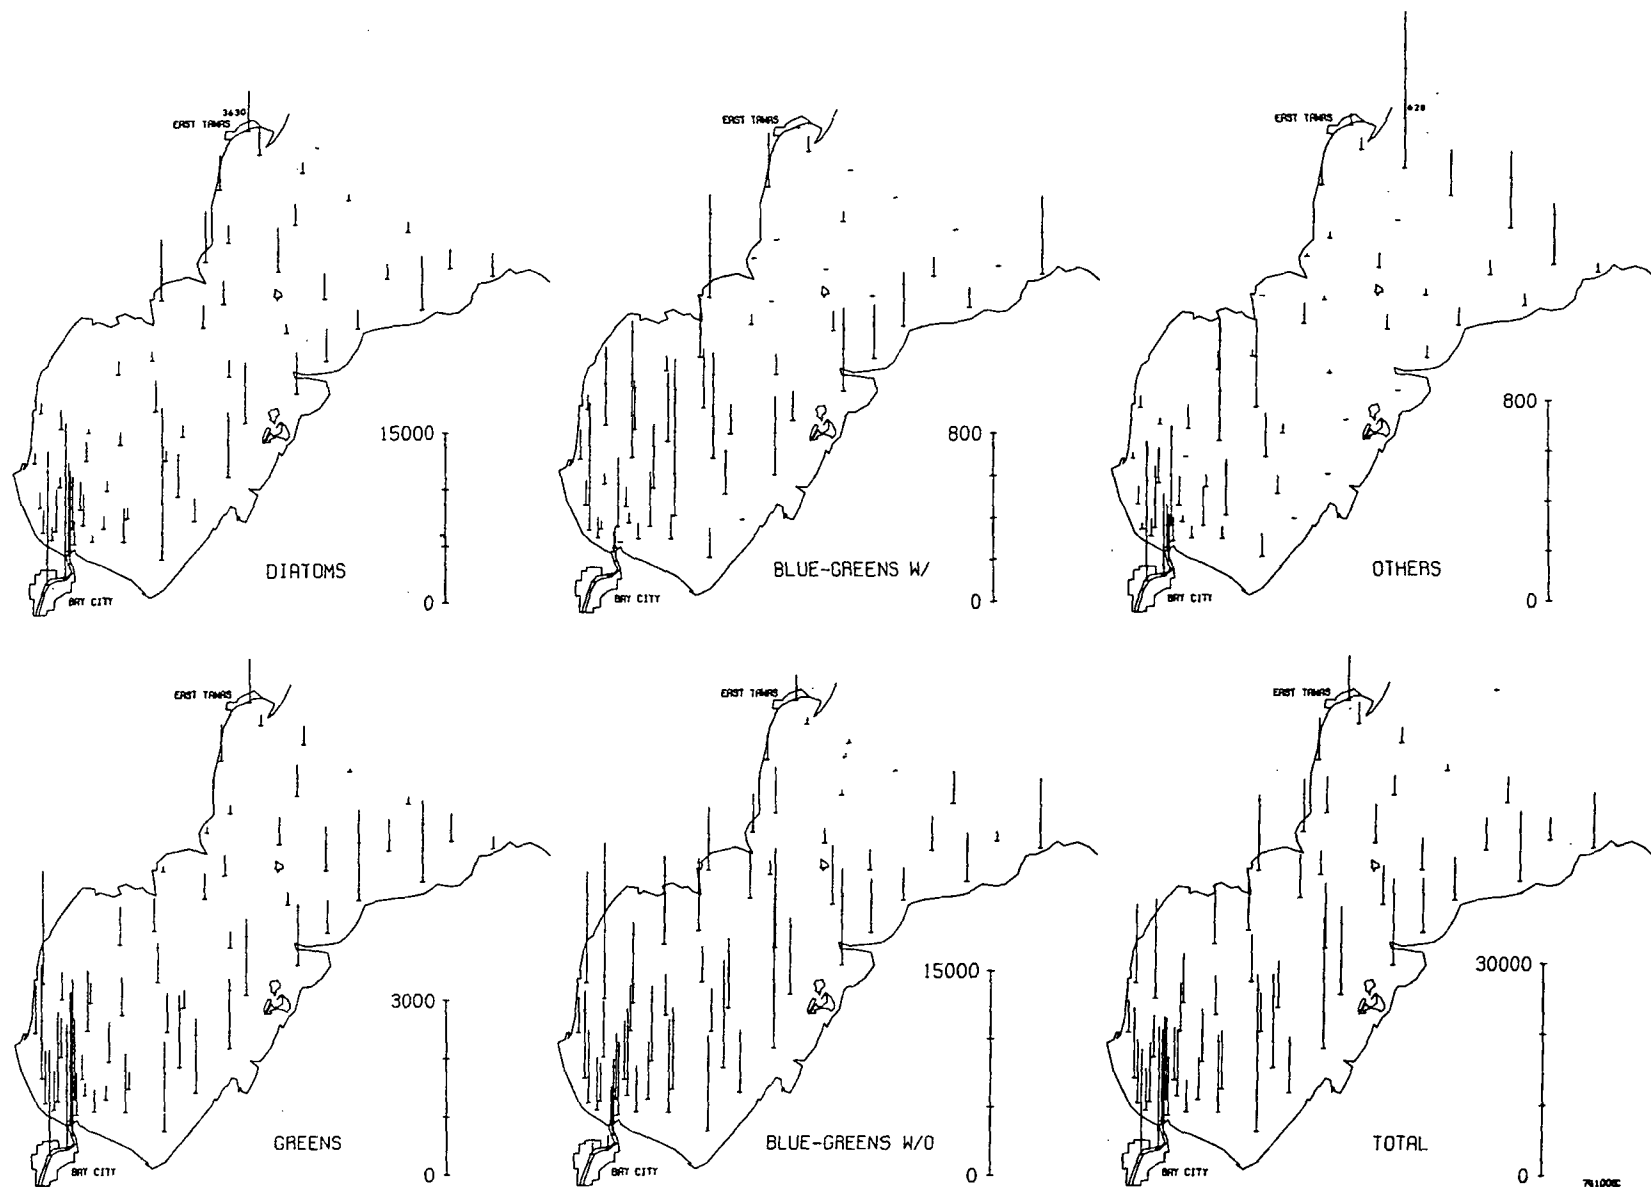 3630
EAST TAWAS
15000
0
DIATOMS
BAY CITY
EAST TAWAS
800
0
BLUE-GREENS W/
BAY CITY
628
EAST TAWAS
800
0
OTHERS
BAY CITY
EAST TAWAS
3000
0
GREENS
BAY CITY
EAST TAWAS
15000
0
BLUE-GREENS W/O
BAY CITY
EAST TAWAS
30000
0
TOTAL
BAY CITY